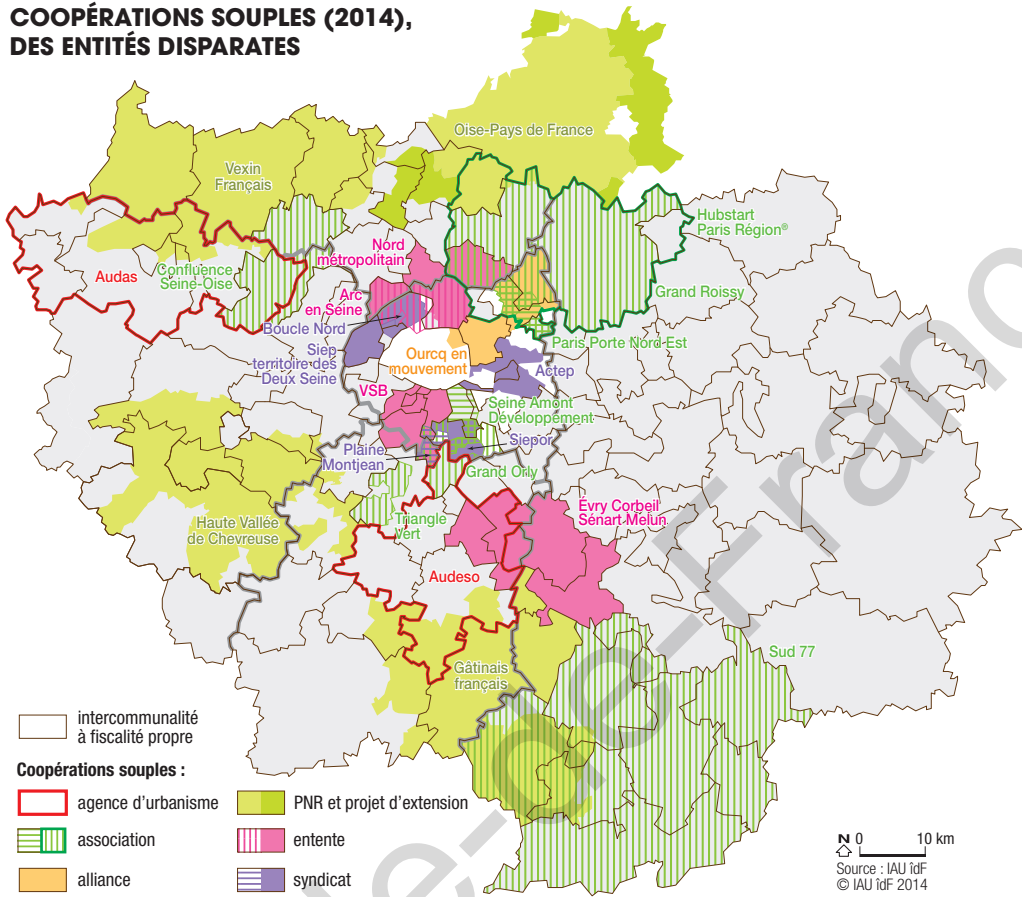 COOPÉRATIONS SOUPLES (2014),
DES ENTITÉS DISPARATES
Oise-Pays de France
Vexin
Français
Hubstart
Paris Région®
Nord
métropolitain
Audas
Confluence
Seine-Oise
Grand Roissy
Arc
en Seine
Boucle Nord
Paris Porte Nord-Est
Siep
territoire des
Deux Seine
Ourcq en
mouvement
Actep
VSB
Seine Amont
Développement
Siepor
Plaine
Montjean
Grand Orly
Évry Corbeil
Sénart Melun
Haute Vallée
de Chevreuse
Triangle
Vert
Audeso
Sud 77
Gâtinais
français
intercommunalité
à fiscalité propre
Coopérations souples :
agence d'urbanisme
PNR et projet d'extension
association
entente
alliance
syndicat
N 0 10 km
Source : IAU îdF
© IAU îdF 2014
-de-Franc